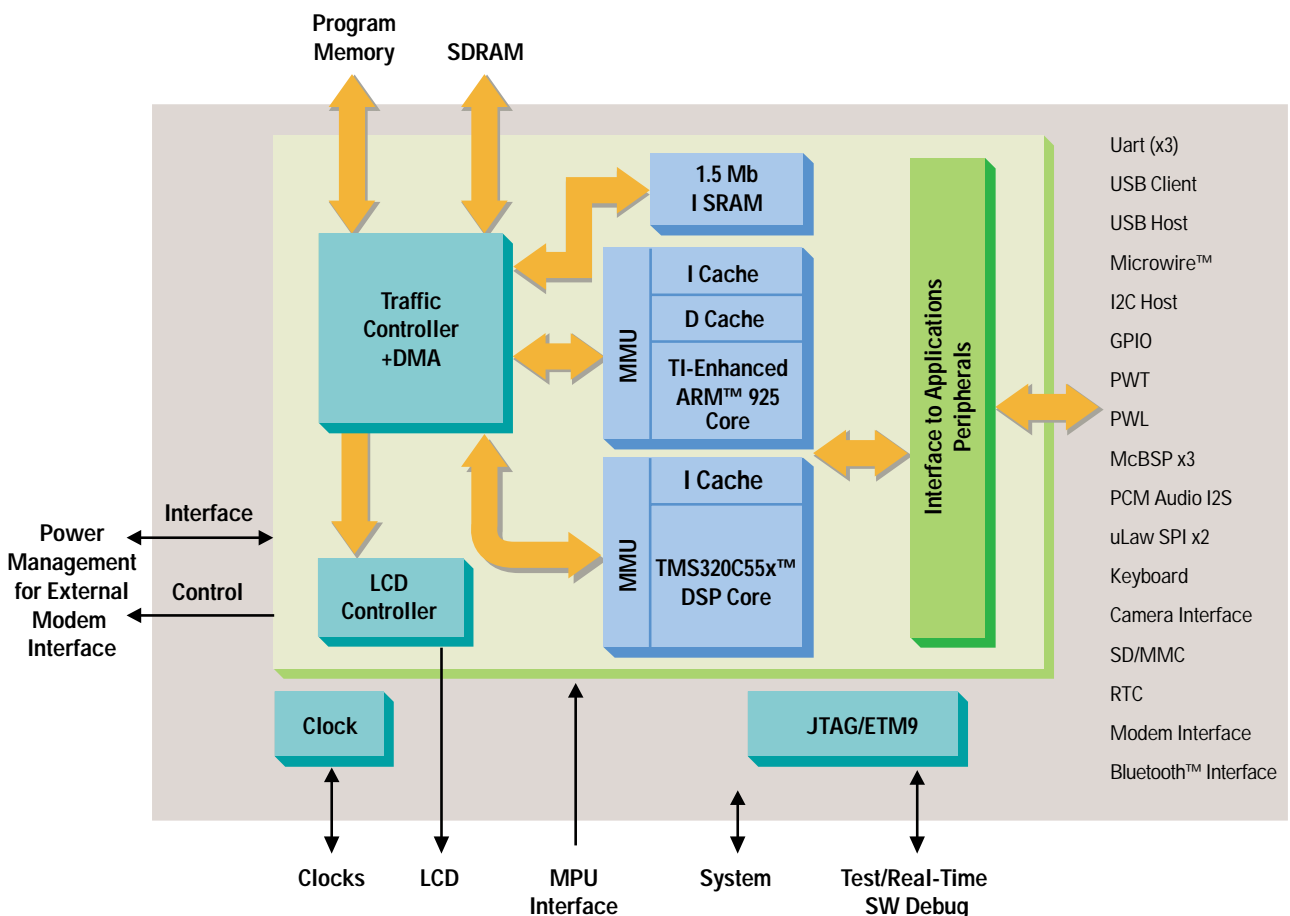 Program
Memory
SDRAM
1.5 Mb
I SRAM
Traffic
Controller
+DMA
MMU
I Cache
D Cache
TI-Enhanced
ARM™ 925
Core
MMU
I Cache
TMS320C55x™
DSP Core
Interface to Applications
Peripherals
Uart (x3)
USB Client
USB Host
Microwire™
I2C Host
GPIO
PWT
PWL
McBSP x3
PCM Audio I2S
uLaw SPI x2
Keyboard
Camera Interface
SD/MMC
RTC
Modem Interface
Bluetooth™ Interface
Power
Management
for External
Modem
Interface
Interface
Control
LCD
Controller
Clock
JTAG/ETM9
Clocks
LCD
MPU
Interface
System
Test/Real-Time
SW Debug